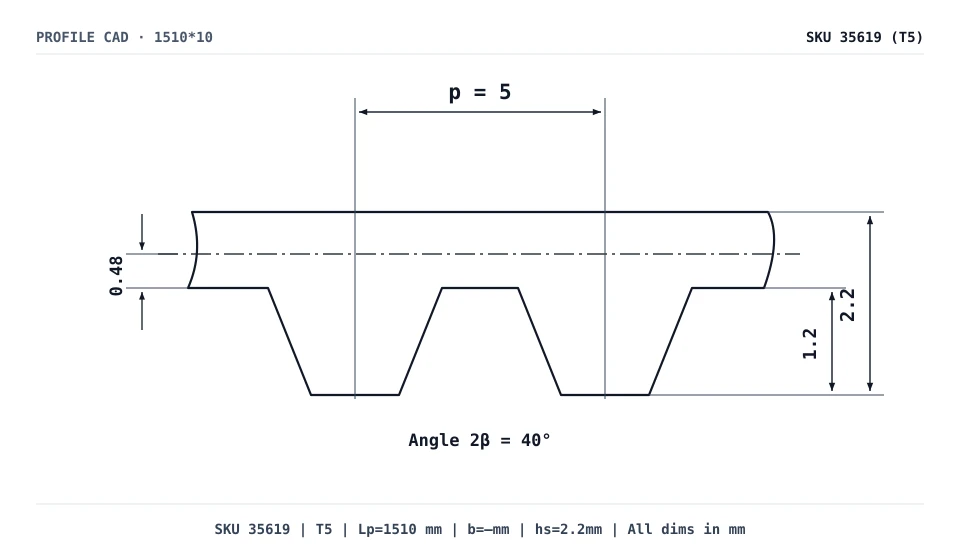 PROFILE CAD · 1510*10
SKU 35619 (T5)
p = 5
0.48
2.2
1.2
Angle 2β = 40°
SKU 35619 | T5 | Lp=1510 mm | b=—mm | hs=2.2mm | All dims in mm